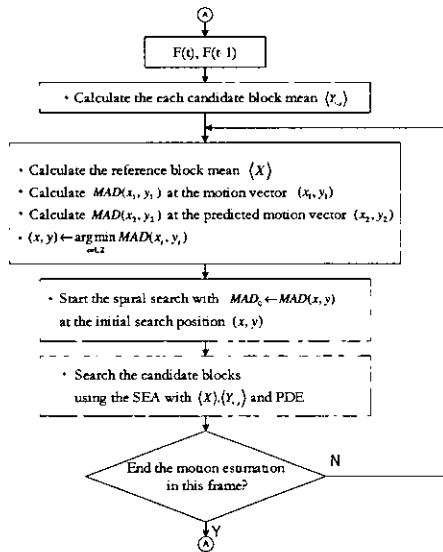 A
F(t), F(t-1)
• Calculate the each candidate block mean ⟨Y_{i,j}⟩
• Calculate the reference block mean ⟨X⟩
• Calculate MAD(x₁, y₁) at the motion vector (x₁, y₁)
• Calculate MAD(x₂, y₂) at the predicted motion vector (x₂, y₂)
• (x, y) ← arg min MAD(xᵢ, yᵢ)
i=1,2
• Start the spiral search with MAD₀ ← MAD(x, y)
at the initial search position (x, y)
• Search the candidate blocks
using the SEA with ⟨X⟩,⟨Y_{i,j}⟩ and PDE
End the motion estimation
in this frame?
N
Y
A